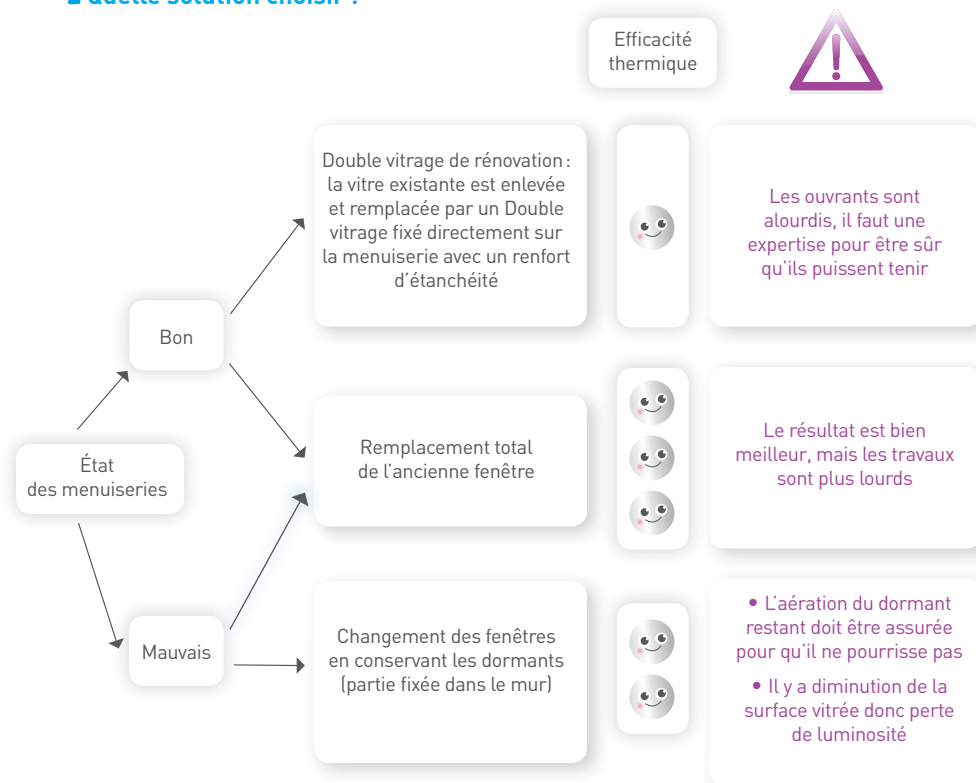 Quelle solution choisir ?
Efficacité
thermique
Double vitrage de rénovation :
la vitre existante est enlevée
et remplacée par un Double
vitrage fixé directement sur
la menuiserie avec un renfort
d'étanchéité
Les ouvrants sont
alourdis, il faut une
expertise pour être sûr
qu'ils puissent tenir
Bon
Remplacement total
de l'ancienne fenêtre
Le résultat est bien
meilleur, mais les travaux
sont plus lourds
État
des menuiseries
Mauvais
Changement des fenêtres
en conservant les dormants
(partie fixée dans le mur)
• L'aération du dormant
restant doit être assurée
pour qu'il ne pourrisse pas
• Il y a diminution de la
surface vitrée donc perte
de luminosité